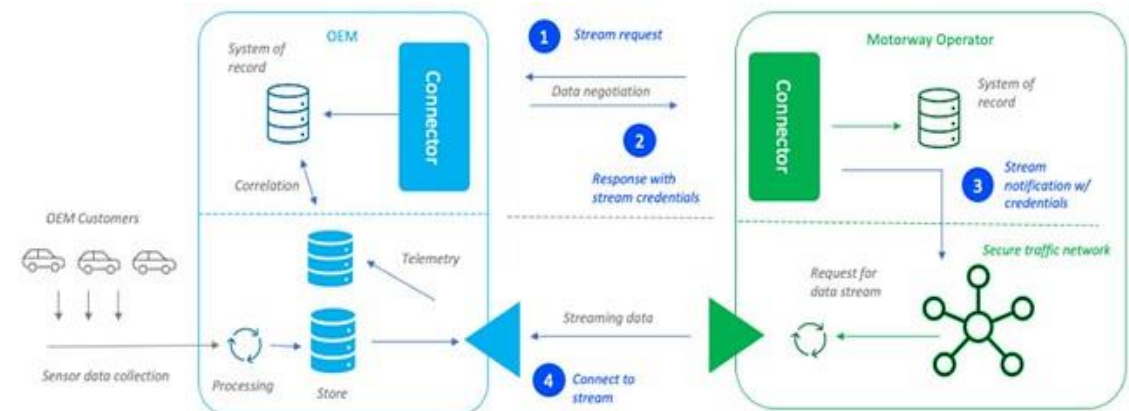 OEM
System of
record
Connector
Correlation
OEM Customers
Telemetry
Sensor data collection
Processing
Store
1
Stream request
Data negotiation
2
Response with
stream credentials
Streaming data
4
Connect to
stream
Motorway Operator
Connector
System of
record
3
Stream
notification w/
credentials
Secure traffic network
Request for
data stream